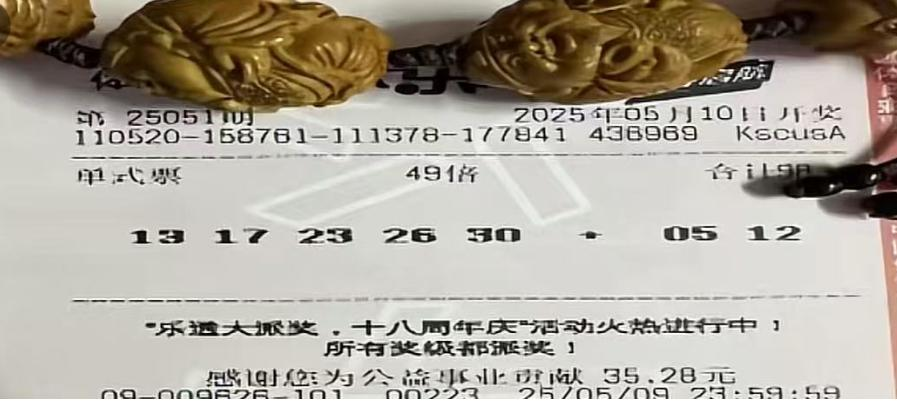 乐
第 25051期 2025年05月10日开奖
110520-158761-111378-177841 436969 KscusA
单式票 49倍 合计98
13 17 23 26 30 + 05 12
"乐透大派奖，十八周年庆"活动火热进行中！
所有奖级都派奖！
感谢您为公益事业贡献 35.28元
09-009626-101 00223 25/05/09 23:59:59